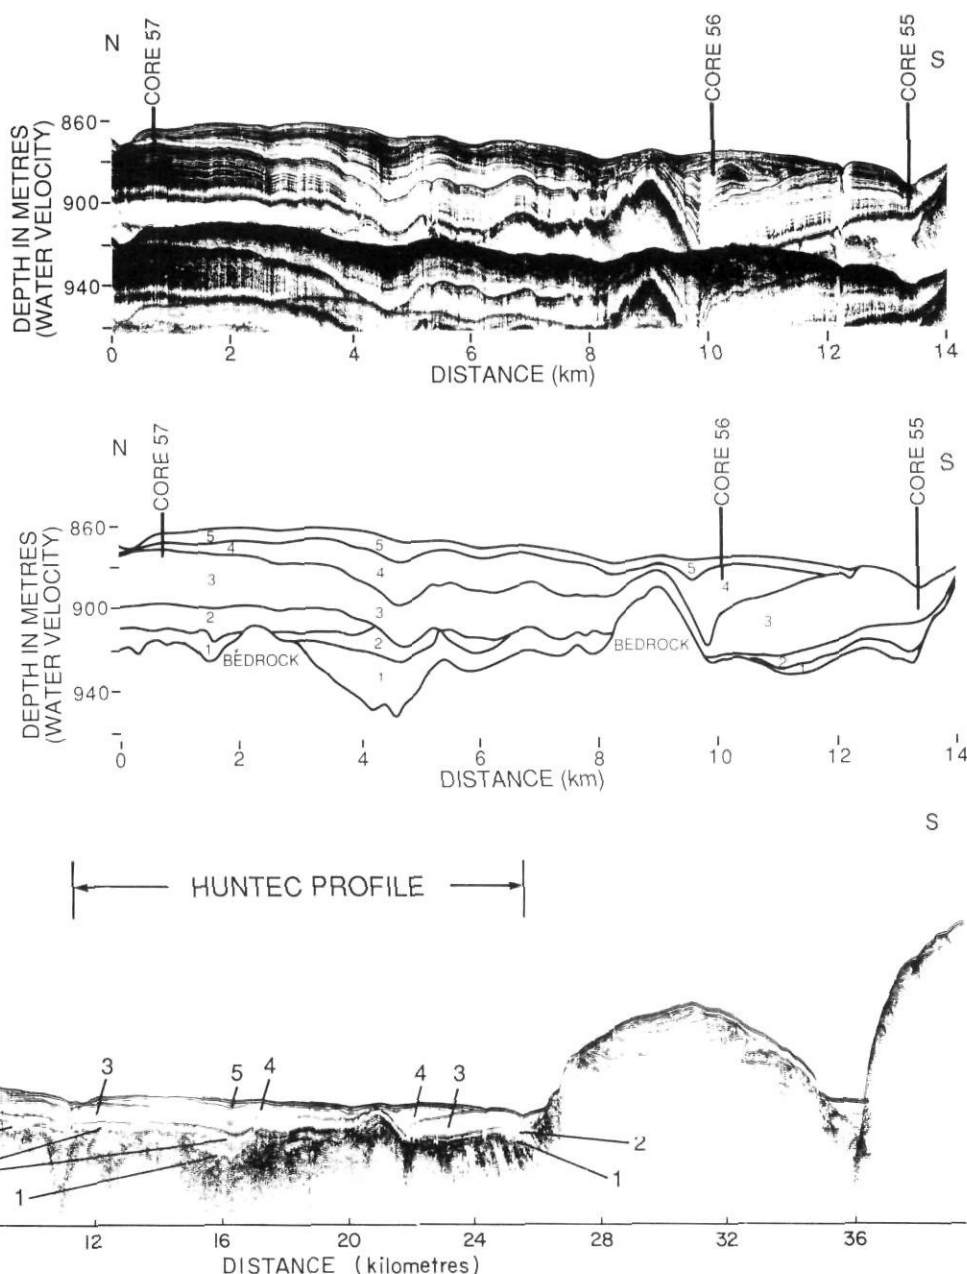 N
CORE 57
CORE 56
CORE 55
S
DEPTH IN METRES
(WATER VELOCITY)
860
900
940
0 2 4 6 8 10 12 14
DISTANCE (km)
N
CORE 57
CORE 56
CORE 55
S
DEPTH IN METRES
(WATER VELOCITY)
860
900
940
5 5 5
4 4 4
3 3 3
2 2 2
1 1 1
BEDROCK BEDROCK
0 2 4 6 8 10 12 14
DISTANCE (km)
S
HUNTEC PROFILE
3 5 4 4 3
2
1 1
12 16 20 24 28 32 36
DISTANCE (kilometres)